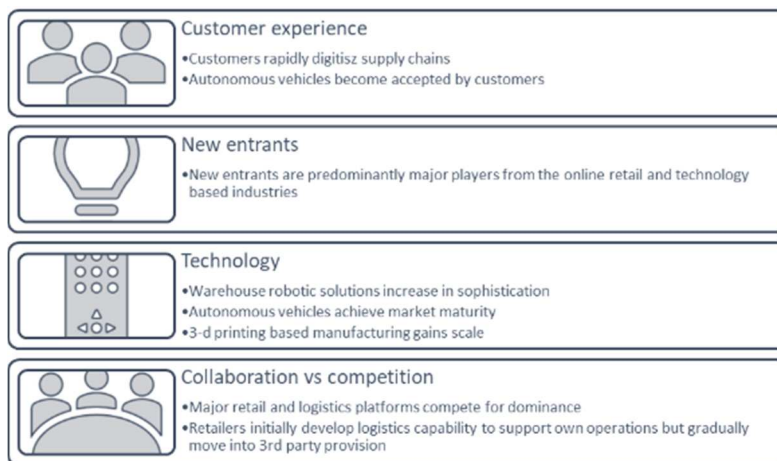 Customer experience
•Customers rapidly digitisz supply chains
•Autonomous vehicles become accepted by customers
New entrants
•New entrants are predominantly major players from the online retail and technology
based industries
Technology
•Warehouse robotic solutions increase in sophistication
•Autonomous vehicles achieve market maturity
•3-d printing based manufacturing gains scale
Collaboration vs competition
•Major retail and logistics platforms compete for dominance
•Retailers initially develop logistics capability to support own operations but gradually
move into 3rd party provision